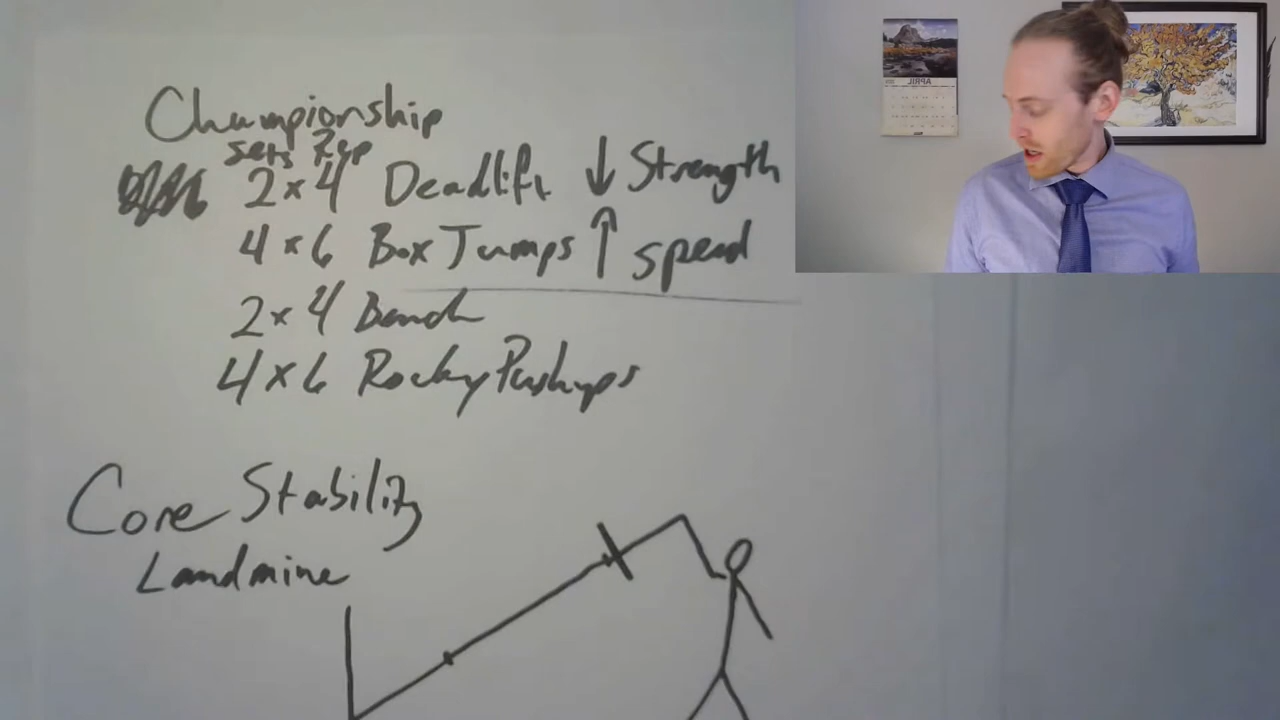 Championship
sets Rep
2 x 4 Deadlift ↓ Strength
4 x 6 Box Jumps ↑ speed
2 x 4 Bench
4 x 6 Rocky Pushups
Core Stability
Landmine
APRIL